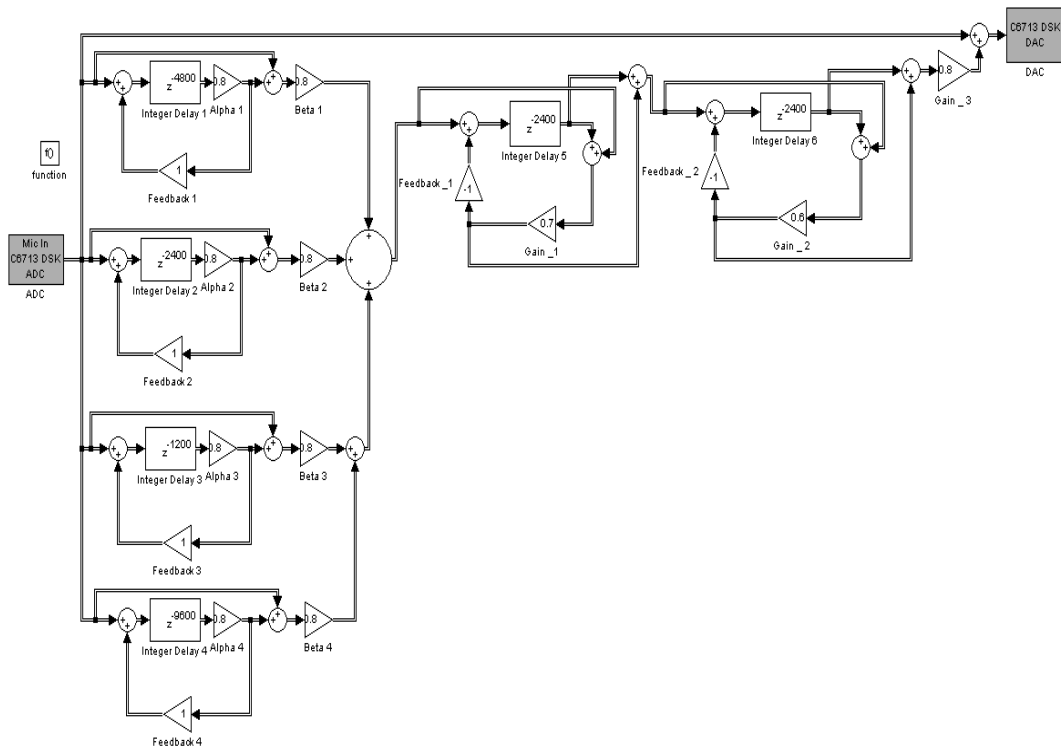 C6713 DSK
DAC
DAC
+
+
z-4800
Integer Delay 1
0.8
Alpha 1
+
+
0.8
Beta 1
1
Feedback 1
f()
function
+
+
z-2400
Integer Delay 5
+
+
+
+
Feedback _1
-1
0.7
Gain _1
+
+
z-2400
Integer Delay 6
+
+
+
+
Feedback _ 2
-1
0.6
Gain _ 2
0.8
Gain _ 3
+
+
Mic In
C6713 DSK
ADC
ADC
+
+
z-2400
Integer Delay 2
0.8
Alpha 2
+
+
0.8
Beta 2
1
Feedback 2
+
+
+
+
+
z-1200
Integer Delay 3
0.8
Alpha 3
+
+
0.8
Beta 3
+
+
1
Feedback 3
+
+
z-9600
Integer Delay 4
0.8
Alpha 4
+
+
0.8
Beta 4
1
Feedback 4